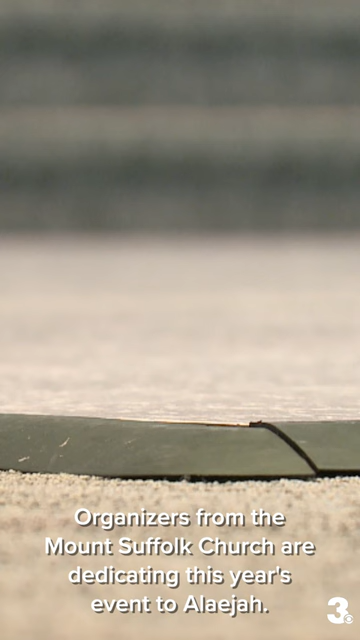 Organizers from the
Mount Suffolk Church are
dedicating this year's
event to Alaejah.
3